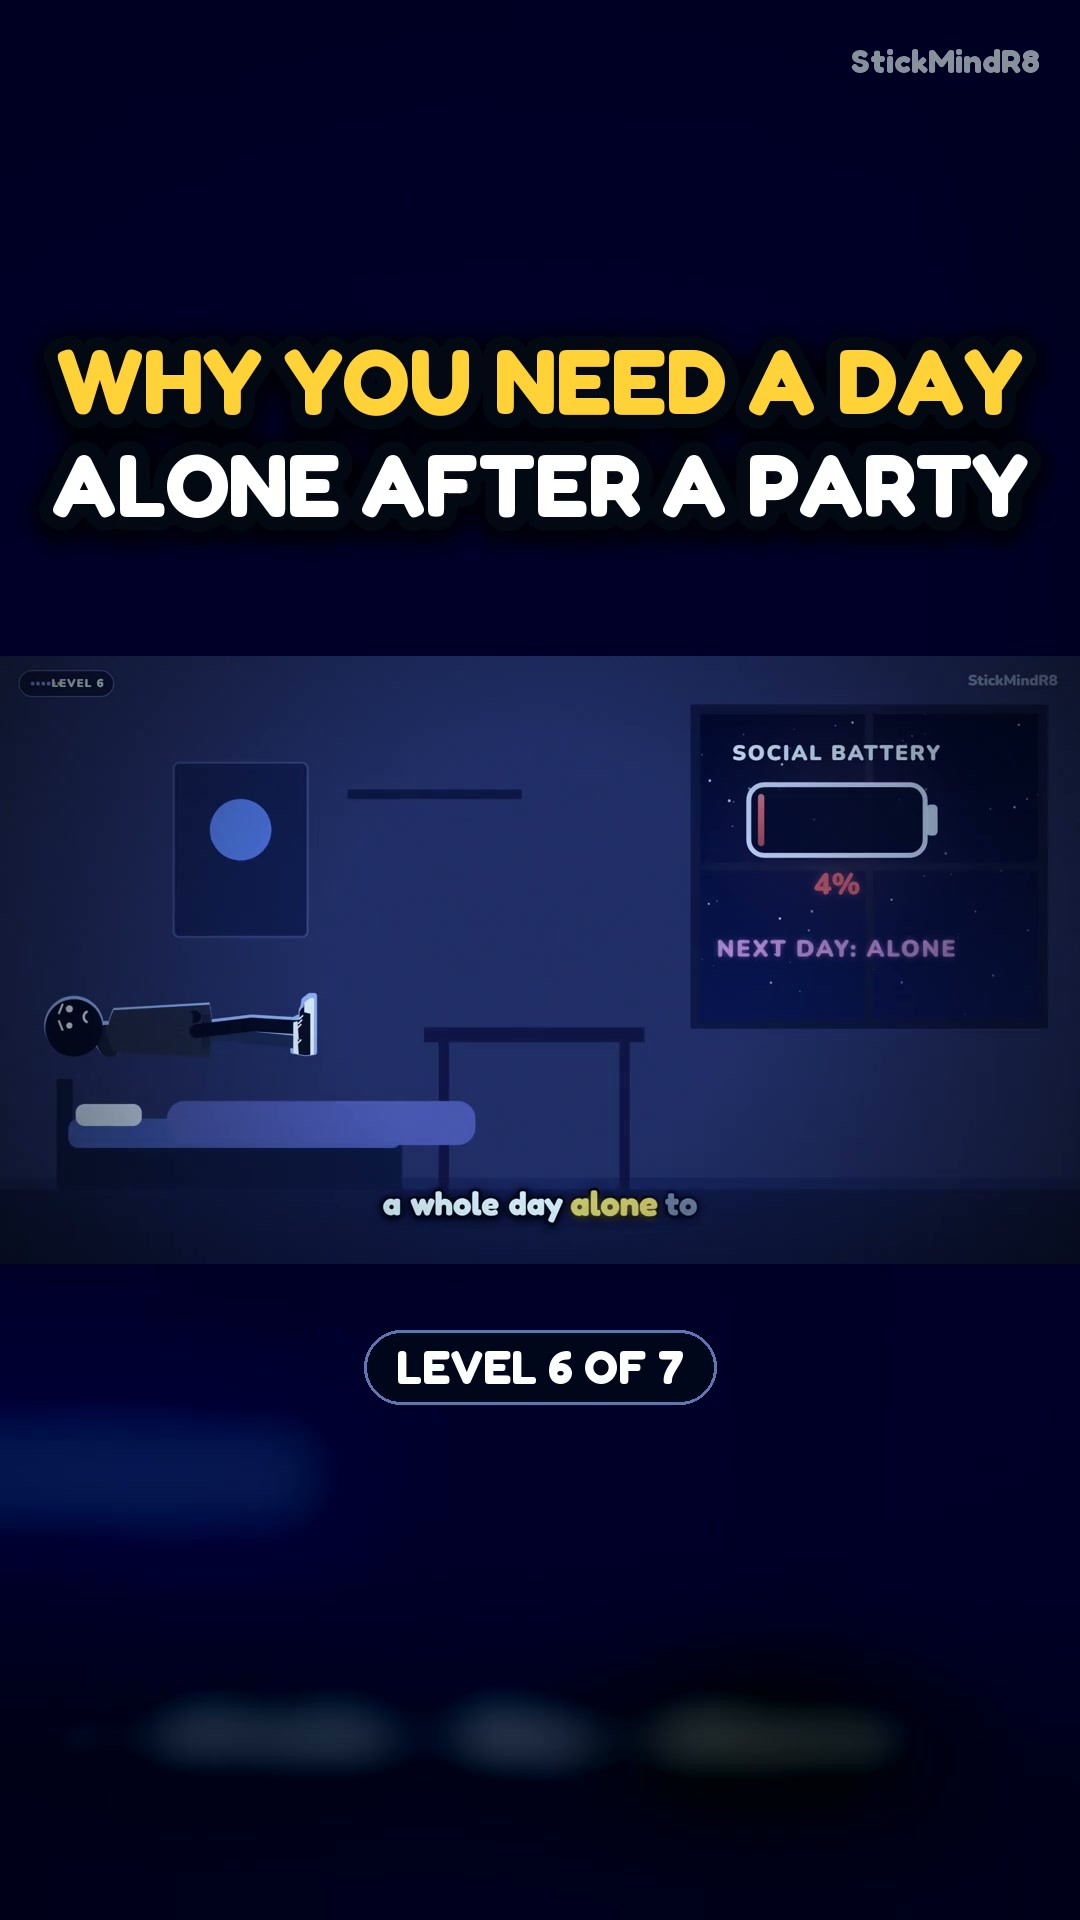 StickMindR8
WHY YOU NEED A DAY
ALONE AFTER A PARTY
LEVEL 6
StickMindR8
SOCIAL BATTERY
4%
NEXT DAY: ALONE
a whole day alone to
LEVEL 6 OF 7